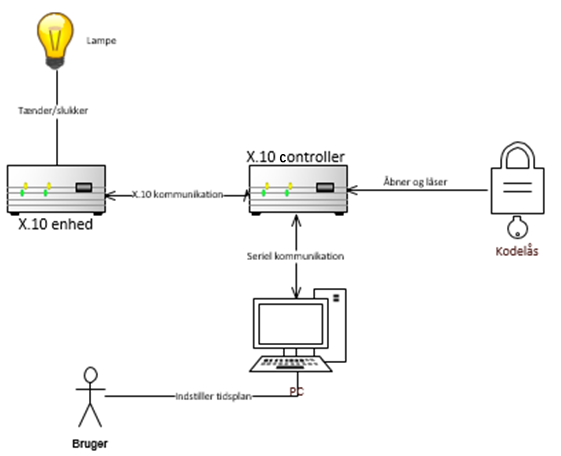 Lampe
Tænder/slukker
X.10 controller
X.10 kommunikation
Åbner og låser
X.10 enhed
Kodelås
Seriel kommunikation
PC
Indstiller tidsplan
Bruger